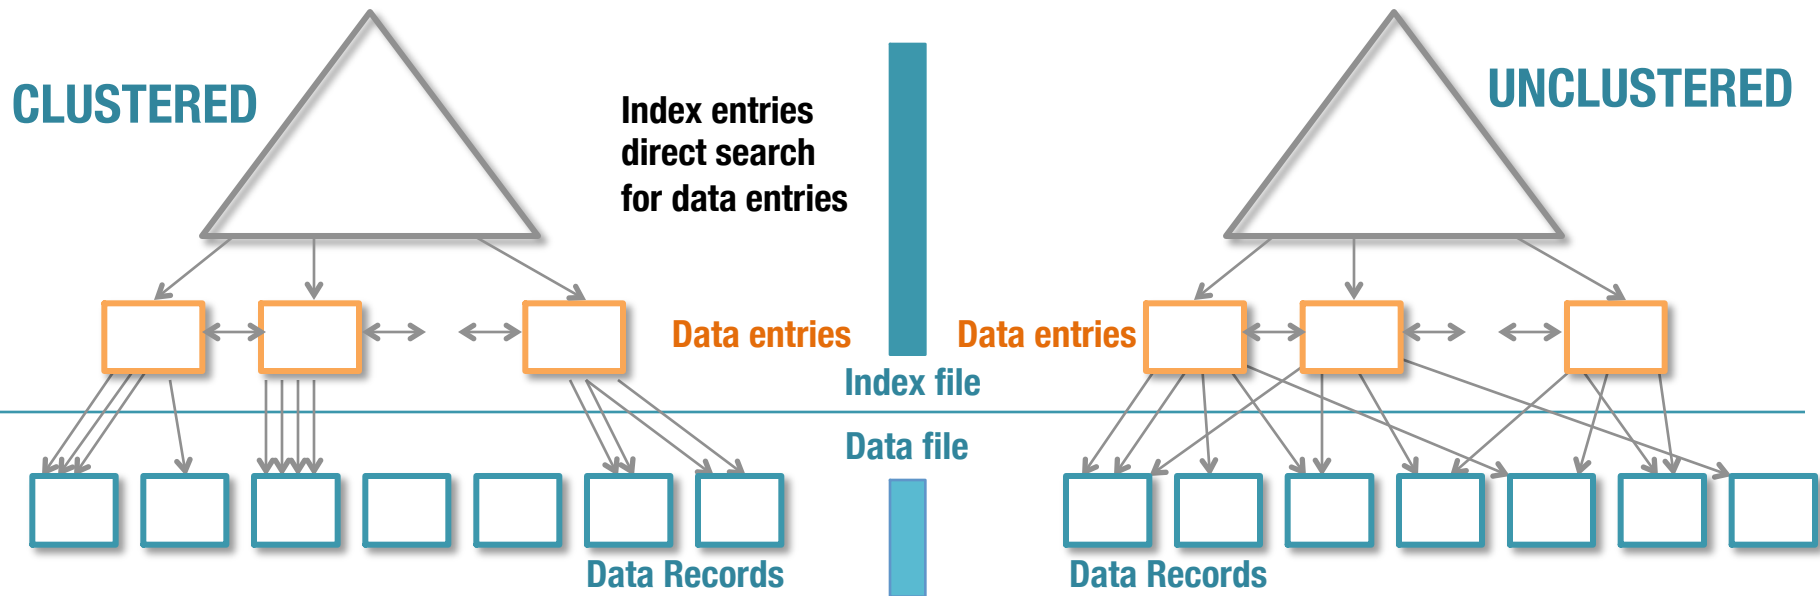 CLUSTERED
Index entries
direct search
for data entries
UNCLUSTERED
Data entries
Data entries
Index file
Data file
Data Records
Data Records